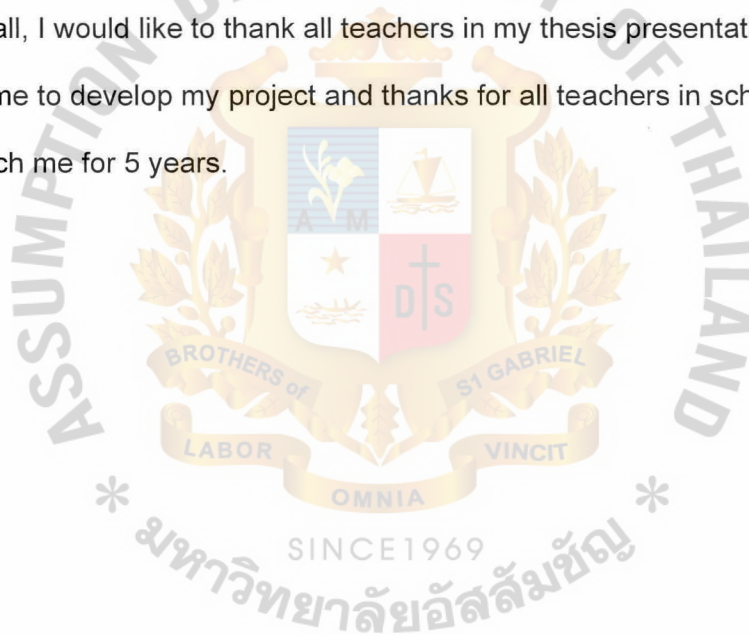 all, I would like to thank all teachers in my thesis presentat
me to develop my project and thanks for all teachers in sch
ch me for 5 years.
ASSUMPTION
OF
THAILAND
A M
D S
BROTHERS of
S1 GABRIEL
LABOR
VINCIT
OMNIA
* *
SINCE1969
มหาวิทยาลัยอัสสัมชัญ